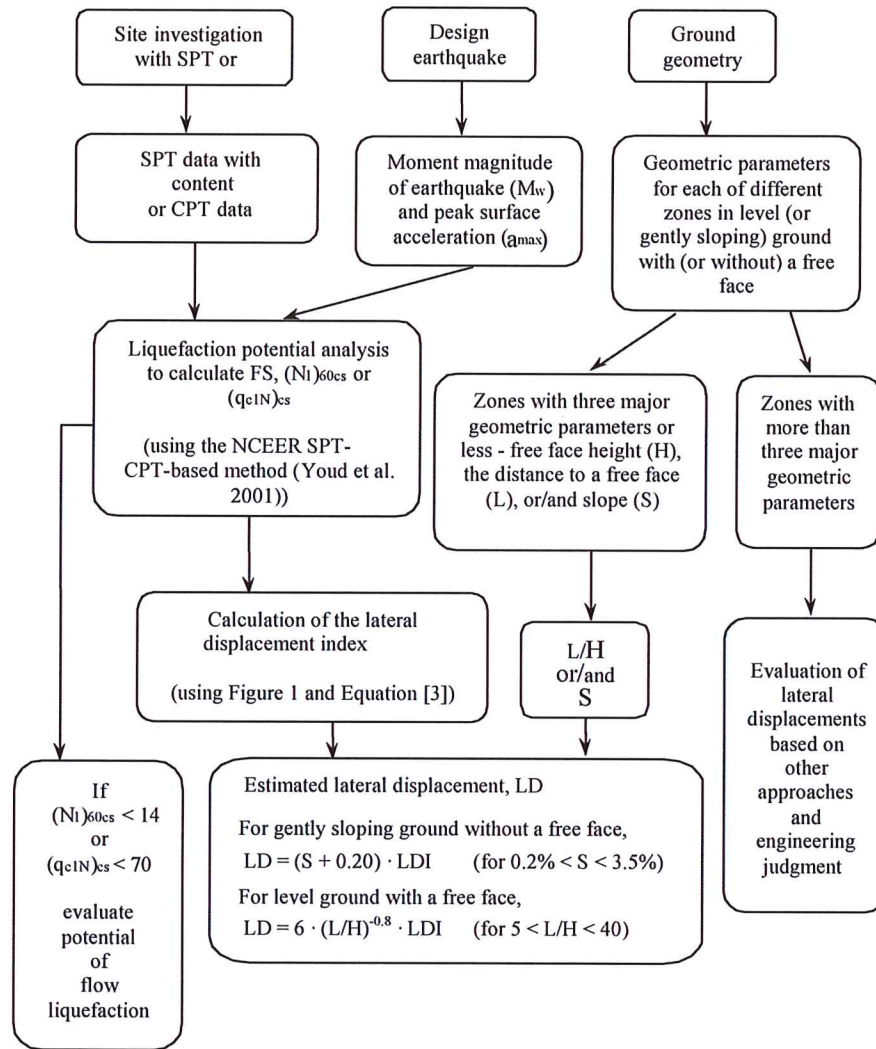 Site investigation
with SPT or
Design
earthquake
Ground
geometry
SPT data with
content
or CPT data
Moment magnitude
of earthquake (Mw)
and peak surface
acceleration (amax)
Geometric parameters
for each of different
zones in level (or
gently sloping) ground
with (or without) a free
face
Liquefaction potential analysis
to calculate FS, (N1)60cs or
(qc1N)cs
(using the NCEER SPT-
CPT-based method (Youd et al.
2001))
Zones with three major
geometric parameters or
less - free face height (H),
the distance to a free face
(L), or/and slope (S)
Zones with
more than
three major
geometric
parameters
Calculation of the lateral
displacement index
(using Figure 1 and Equation [3])
L/H
or/and
S
Evaluation of
lateral
displacements
based on
other
approaches
and
engineering
judgment
If
(N1)60cs < 14
or
(qc1N)cs < 70
evaluate
potential
of
flow
liquefaction
Estimated lateral displacement, LD
For gently sloping ground without a free face,
LD = (S + 0.20) · LDI (for 0.2% < S < 3.5%)
For level ground with a free face,
LD = 6 · (L/H)^-0.8 · LDI (for 5 < L/H < 40)